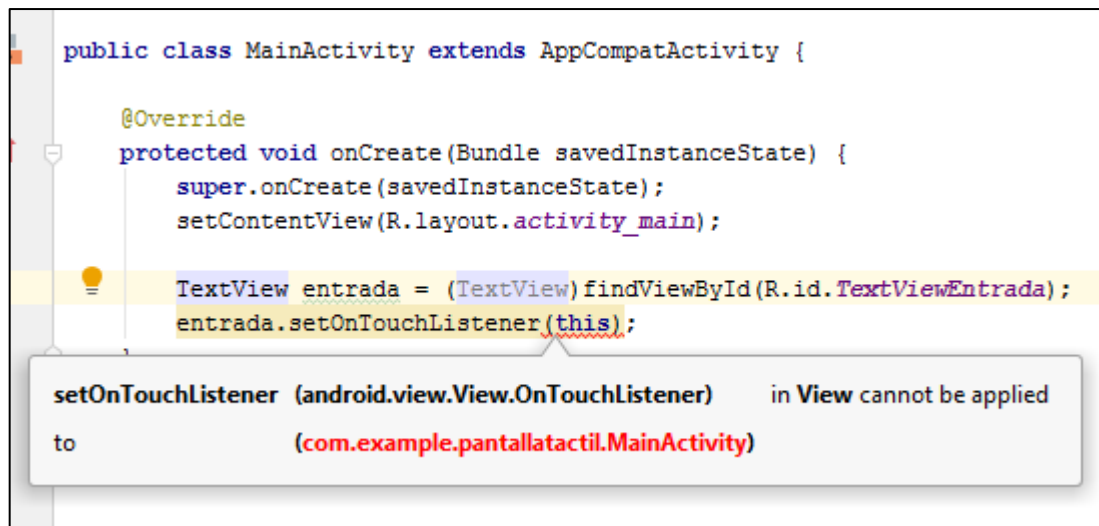 public class MainActivity extends AppCompatActivity {
@Override
protected void onCreate(Bundle savedInstanceState) {
super.onCreate(savedInstanceState);
setContentView(R.layout.activity_main);
TextView entrada = (TextView)findViewById(R.id.TextViewEntrada);
entrada.setOnTouchListener(this);
setOnTouchListener (android.view.View.OnTouchListener) in View cannot be applied
to (com.example.pantallatactil.MainActivity)